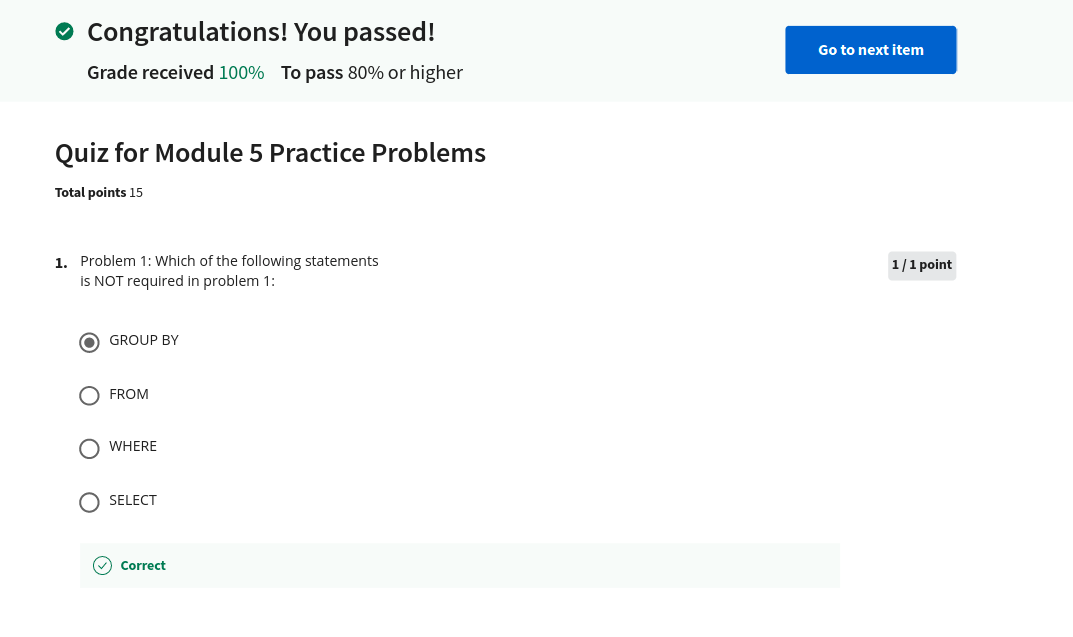 Congratulations! You passed!
Go to next item
Grade received 100% To pass 80% or higher
Quiz for Module 5 Practice Problems
Total points 15
1. Problem 1: Which of the following statements
is NOT required in problem 1:
1 / 1 point
GROUP BY
FROM
WHERE
SELECT
Correct